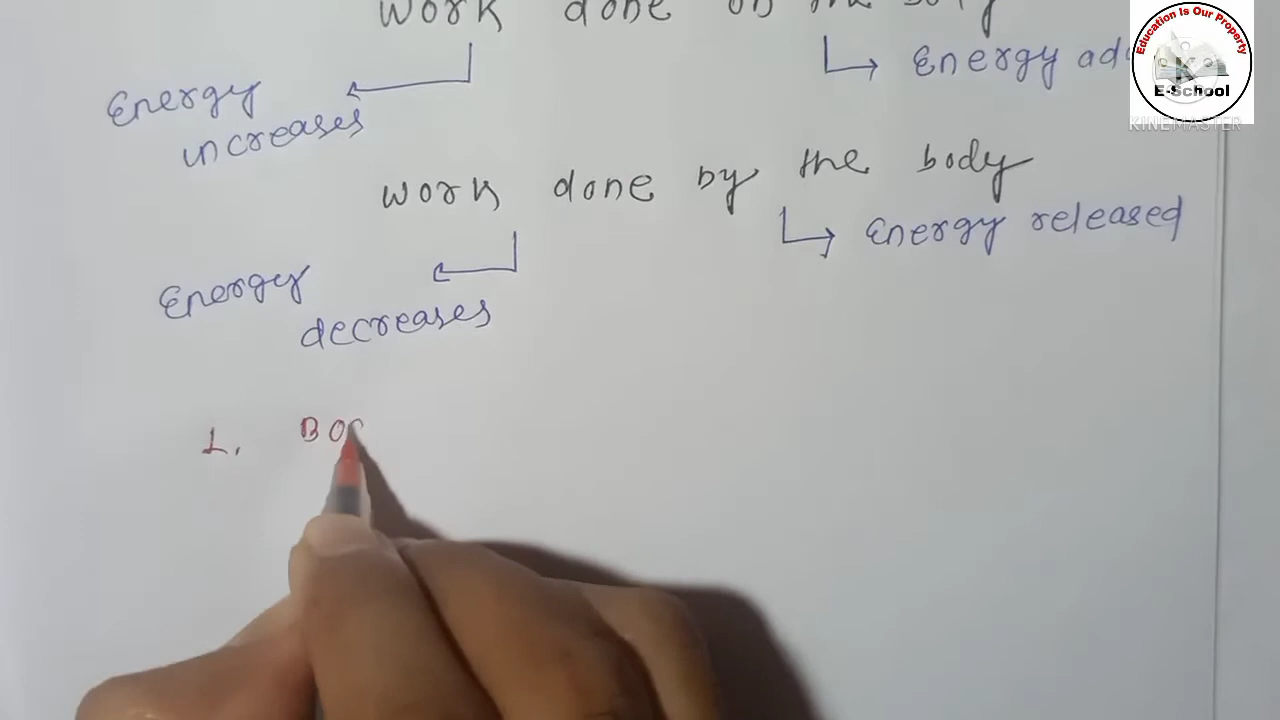 work done on the body
Energy
increases
Energy
work done by the body
Energy released
Energy
decreases
1. BO
Education Is Our Property
K
E-School
KINEMASTER